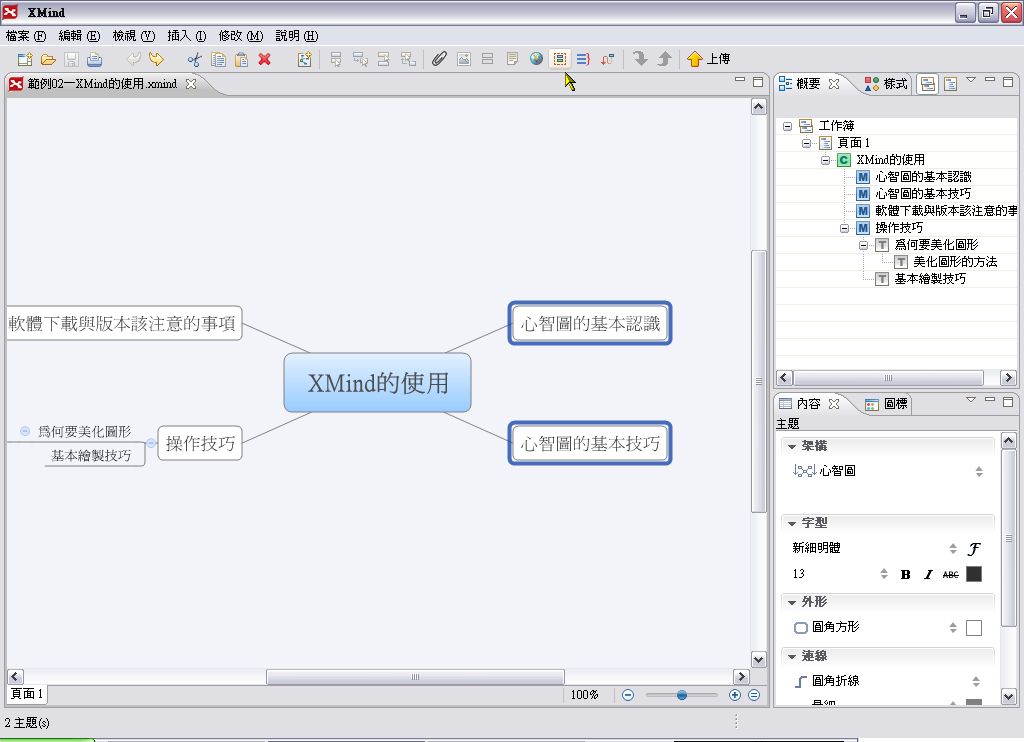 XMind
檔案 (F) 編輯 (E) 檢視 (V) 插入 (I) 修改 (M) 說明 (H)
上傳
範例02—XMind的使用.xmind
軟體下載與版本該注意的事項
心智圖的基本認識
XMind的使用
為何要美化圖形
基本繪製技巧
操作技巧
心智圖的基本技巧
頁面 1
100%
2 主題(s)
概要
樣式
工作簿
頁面 1
C XMind的使用
M 心智圖的基本認識
M 心智圖的基本技巧
M 軟體下載與版本該注意的事
M 操作技巧
T 為何要美化圖形
T 美化圖形的方法
T 基本繪製技巧
內容
圖標
主題
架構
心智圖
字型
新細明體
13 B I ABC
外形
圓角方形
連線
圓角折線